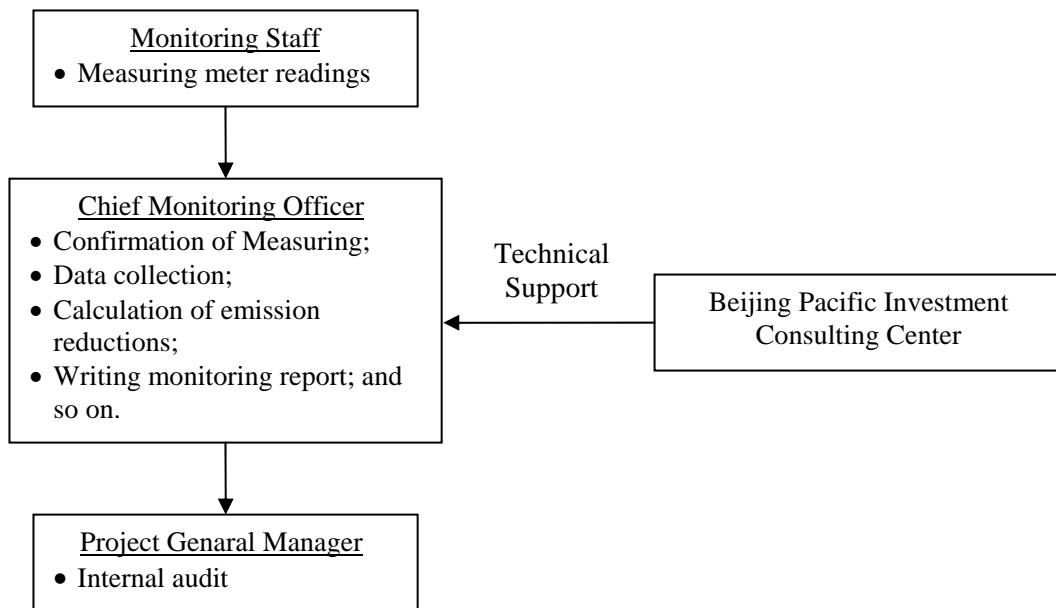 Monitoring Staff
• Measuring meter readings
Chief Monitoring Officer
• Confirmation of Measuring;
• Data collection;
• Calculation of emission
reductions;
• Writing monitoring report; and
so on.
Technical
Support
Beijing Pacific Investment
Consulting Center
Project Genaral Manager
• Internal audit